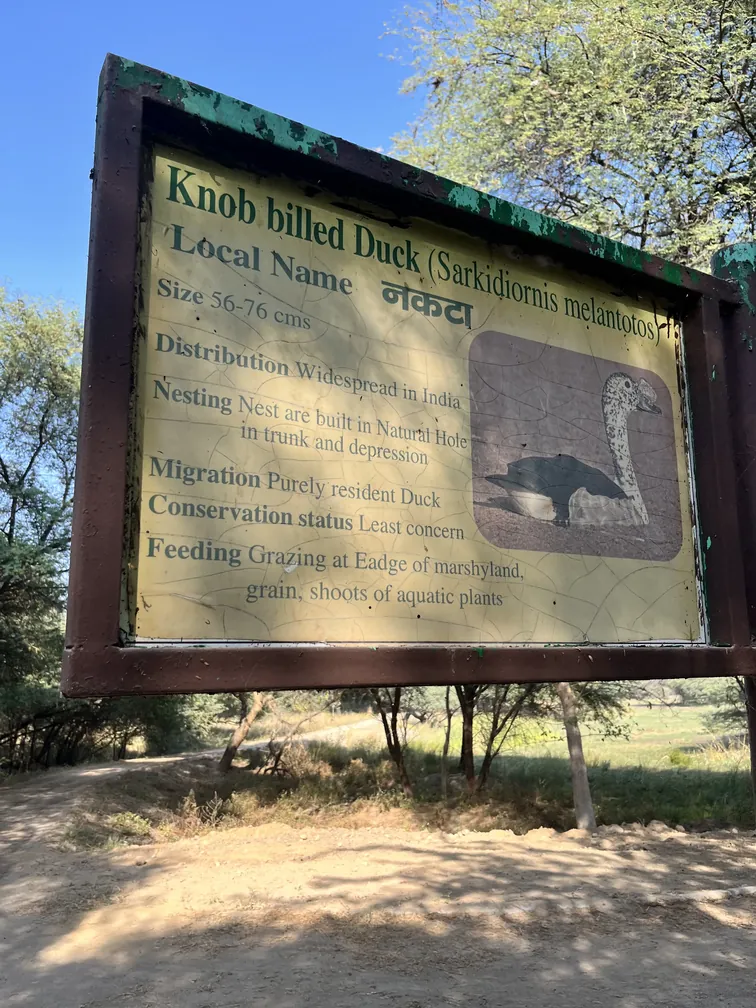 Knob billed Duck (Sarkidiornis melantotos)
Local Name नकटा
Size 56-76 cms
Distribution Widespread in India
Nesting Nest are built in Natural Hole
in trunk and depression
Migration Purely resident Duck
Conservation status Least concern
Feeding Grazing at Eadge of marshyland,
grain, shoots of aquatic plants